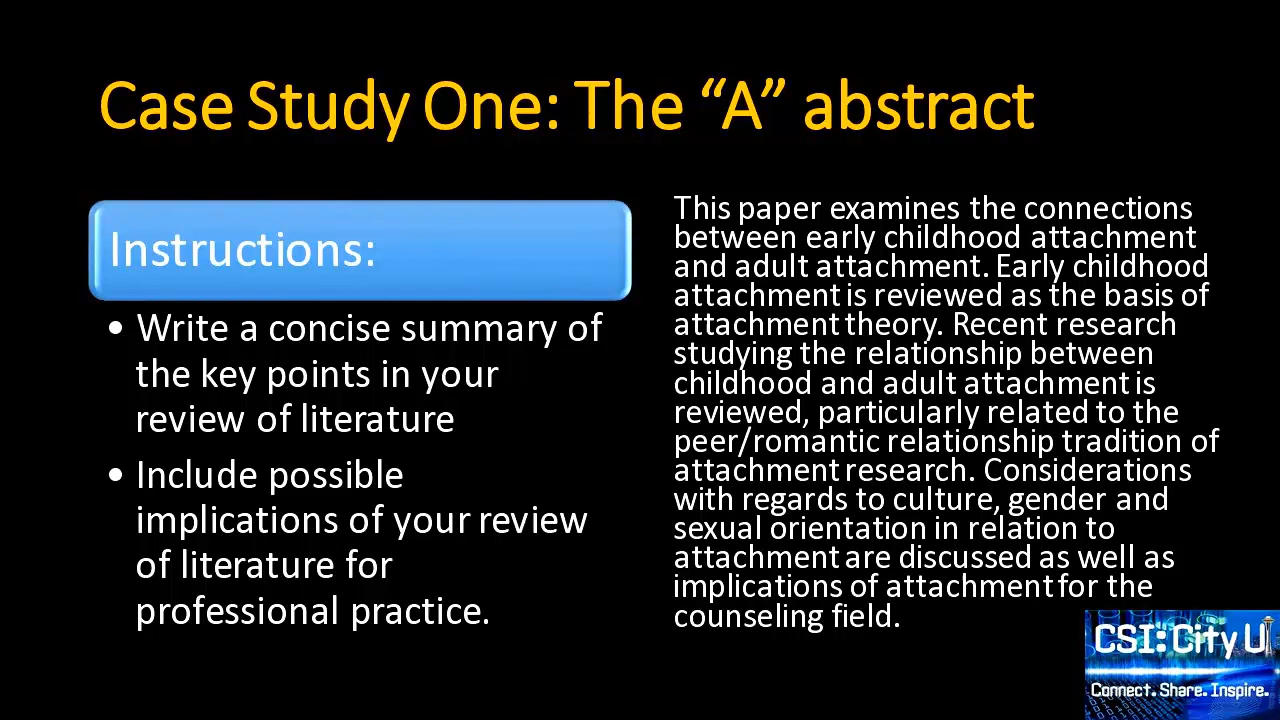 Case Study One: The “A” abstract
Instructions:
• Write a concise summary of
the key points in your
review of literature
• Include possible
implications of your review
of literature for
professional practice.
This paper examines the connections
between early childhood attachment
and adult attachment. Early childhood
attachment is reviewed as the basis of
attachment theory. Recent research
studying the relationship between
childhood and adult attachment is
reviewed, particularly related to the
peer/romantic relationship tradition of
attachment research. Considerations
with regards to culture, gender and
sexual orientation in relation to
attachment are discussed as well as
implications of attachment for the
counseling field.
CSI: City U
Connect. Share. Inspire.